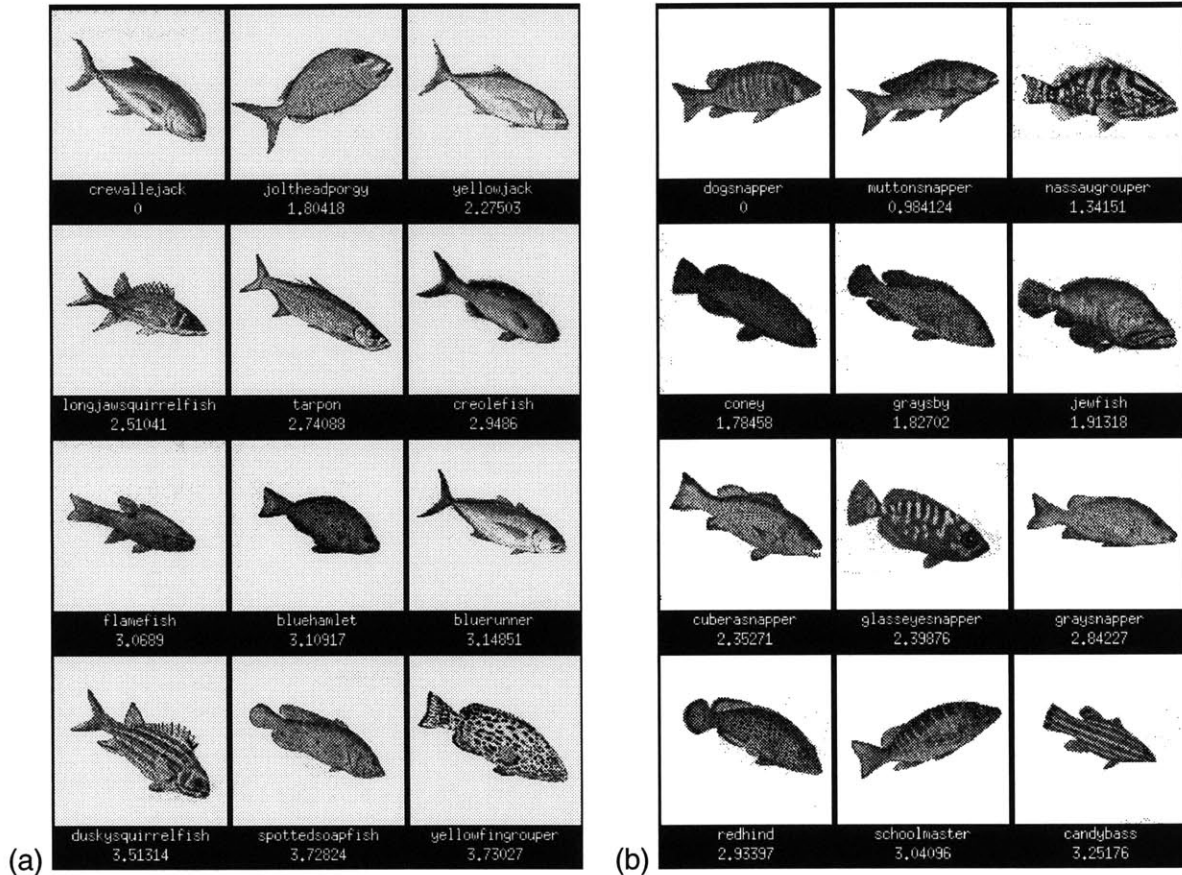 crevallejack joltheadporgy yellowjack
0 1.80418 2.27503
longjawsquirrelfish tarpon creolefish
2.51041 2.74088 2.9486
flamefish bluehamlet bluerunner
3.0689 3.10917 3.14851
duskysquirrelfish spottedsoapfish yellowfingrouper
3.51314 3.72824 3.73027
(a)
dogsnapper muttonsnapper nassaugrouper
0 0.984124 1.34151
coney graysby jewfish
1.78458 1.82702 1.91318
cuberasnapper glasseyesnapper graysnapper
2.35271 2.39876 2.84227
redhind schoolmaster candybass
2.93397 3.04096 3.25176
(b)